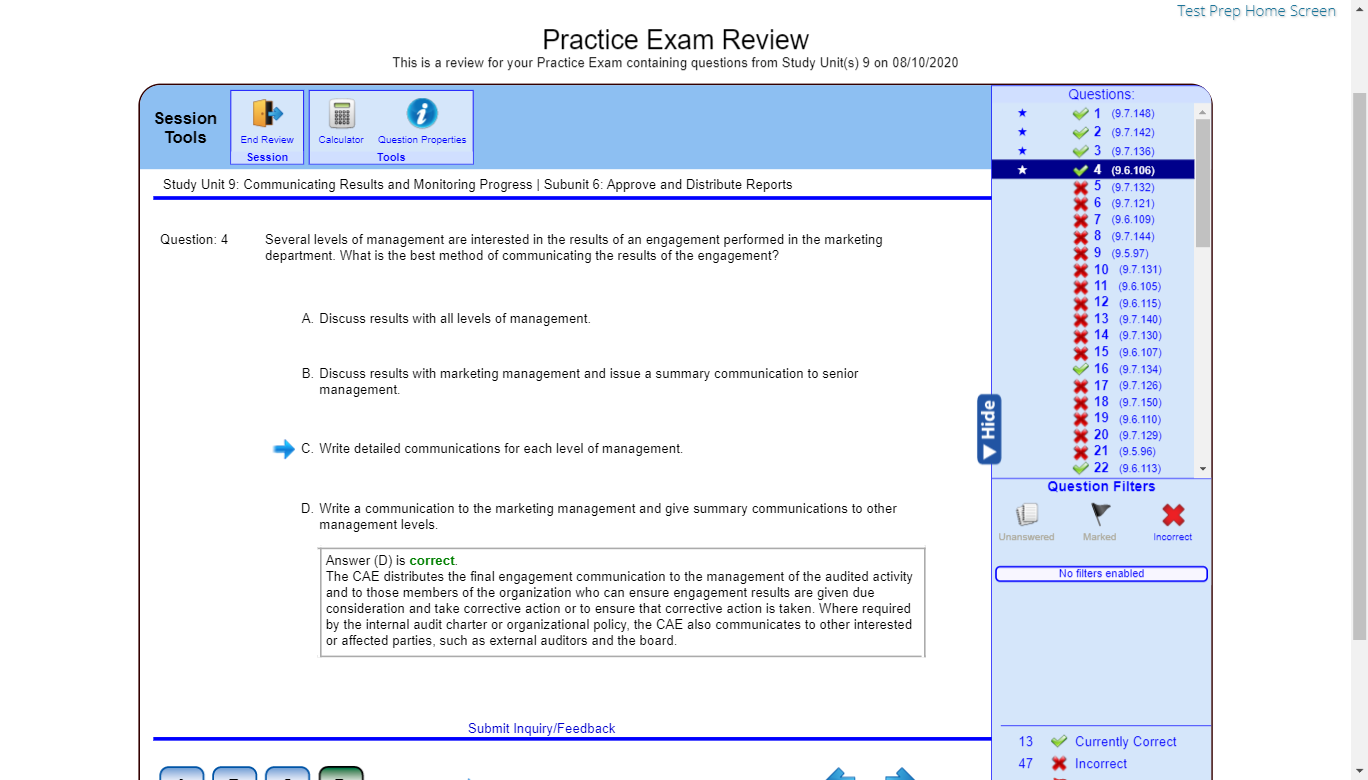 Test Prep Home Screen
Practice Exam Review
This is a review for your Practice Exam containing questions from Study Unit(s) 9 on 08/10/2020
Session
Tools
End Review
Session
Calculator
Question Properties
Tools
Study Unit 9: Communicating Results and Monitoring Progress | Subunit 6: Approve and Distribute Reports
Question: 4
Several levels of management are interested in the results of an engagement performed in the marketing
department. What is the best method of communicating the results of the engagement?
A. Discuss results with all levels of management.
B. Discuss results with marketing management and issue a summary communication to senior
management.
C. Write detailed communications for each level of management.
D. Write a communication to the marketing management and give summary communications to other
management levels.
Answer (D) is correct.
The CAE distributes the final engagement communication to the management of the audited activity
and to those members of the organization who can ensure engagement results are given due
consideration and take corrective action or to ensure that corrective action is taken. Where required
by the internal audit charter or organizational policy, the CAE also communicates to other interested
or affected parties, such as external auditors and the board.
Submit Inquiry/Feedback
Hide
Questions:
1 (9.7.148)
2 (9.7.142)
3 (9.7.136)
4 (9.6.106)
5 (9.7.132)
6 (9.7.121)
7 (9.6.109)
8 (9.7.144)
9 (9.5.97)
10 (9.7.131)
11 (9.6.105)
12 (9.6.115)
13 (9.7.140)
14 (9.7.130)
15 (9.6.107)
16 (9.7.134)
17 (9.7.126)
18 (9.7.150)
19 (9.6.110)
20 (9.7.129)
21 (9.5.96)
22 (9.6.113)
Question Filters
Unanswered
Marked
Incorrect
No filters enabled
13 Currently Correct
47 Incorrect